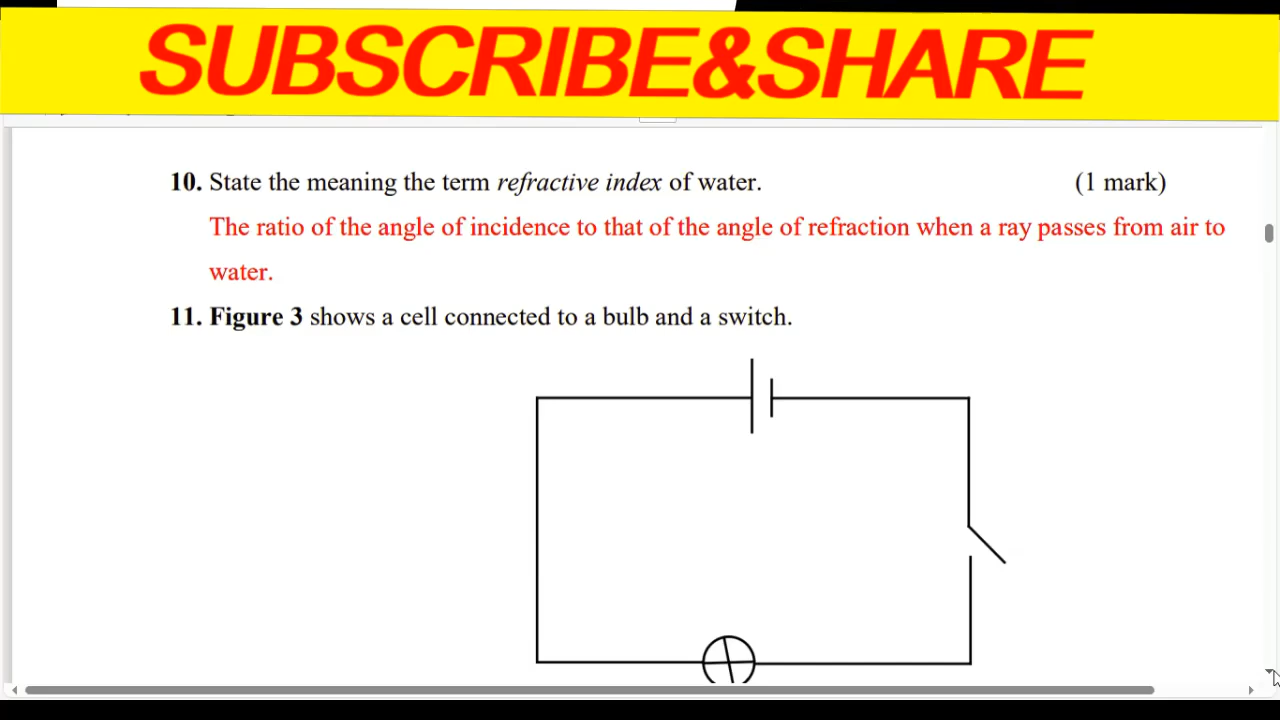 SUBSCRIBE&SHARE
10. State the meaning the term refractive index of water. (1 mark)
The ratio of the angle of incidence to that of the angle of refraction when a ray passes from air to
water.
11. Figure 3 shows a cell connected to a bulb and a switch.